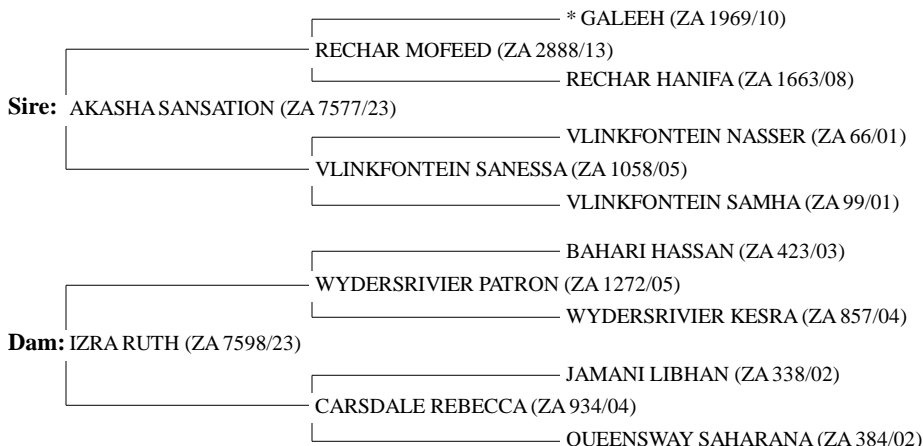 * GALEEH (ZA 1969/10)
RECHAR MOFEED (ZA 2888/13)
RECHAR HANIFA (ZA 1663/08)
Sire: AKASHA SANSATION (ZA 7577/23)
VLINKFONTEIN NASSER (ZA 66/01)
VLINKFONTEIN SANESSA (ZA 1058/05)
VLINKFONTEIN SAMHA (ZA 99/01)
BAHARI HASSAN (ZA 423/03)
WYDERSRIVIER PATRON (ZA 1272/05)
WYDERSRIVIER KESRA (ZA 857/04)
Dam: IZRA RUTH (ZA 7598/23)
JAMANI LIBHAN (ZA 338/02)
CARSDALE REBECCA (ZA 934/04)
QUEENSWAY SAHARANA (ZA 384/02)